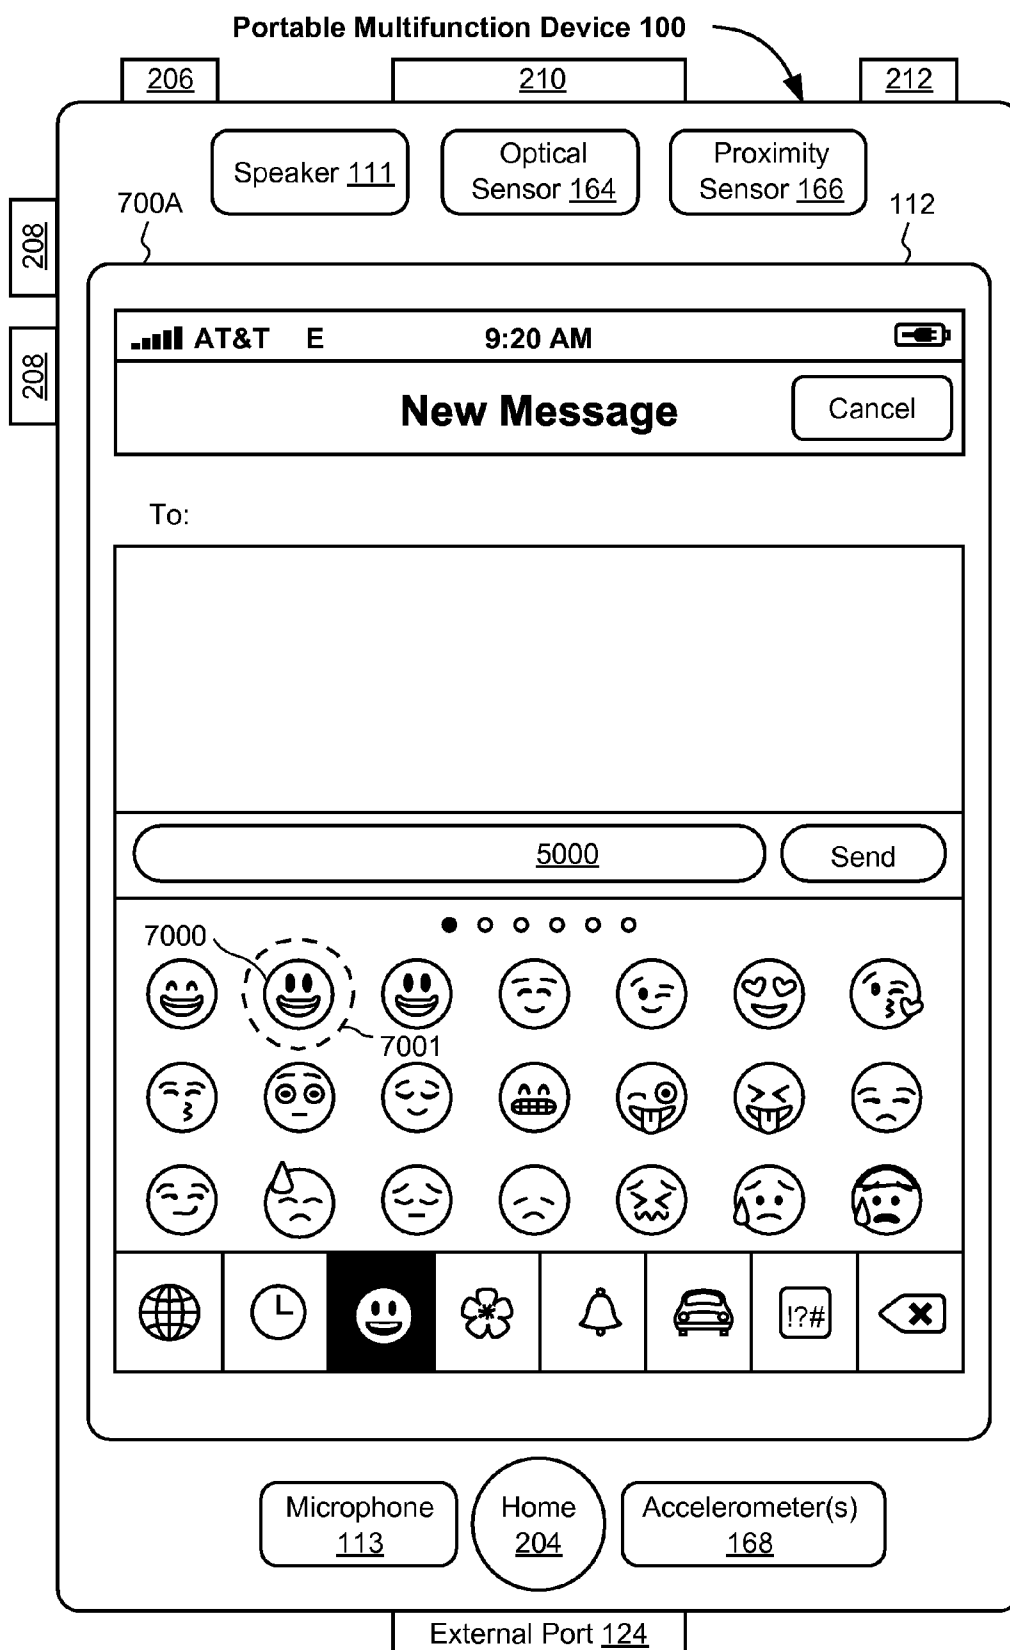 Portable Multifunction Device 100
206
210
212
Speaker 111
Optical
Sensor 164
Proximity
Sensor 166
700A
112
208
208
AT&T E 9:20 AM
New Message
Cancel
To:
5000
Send
7000
7001
!?#
Microphone
113
Home
204
Accelerometer(s)
168
External Port 124